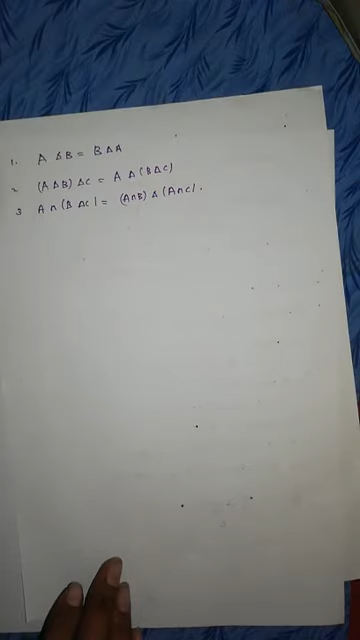 1. A Δ B = B Δ A
2 (A Δ B) Δ C = A Δ (B Δ C)
3 A ∩ (B Δ C) = (A∩B) Δ (A∩C).